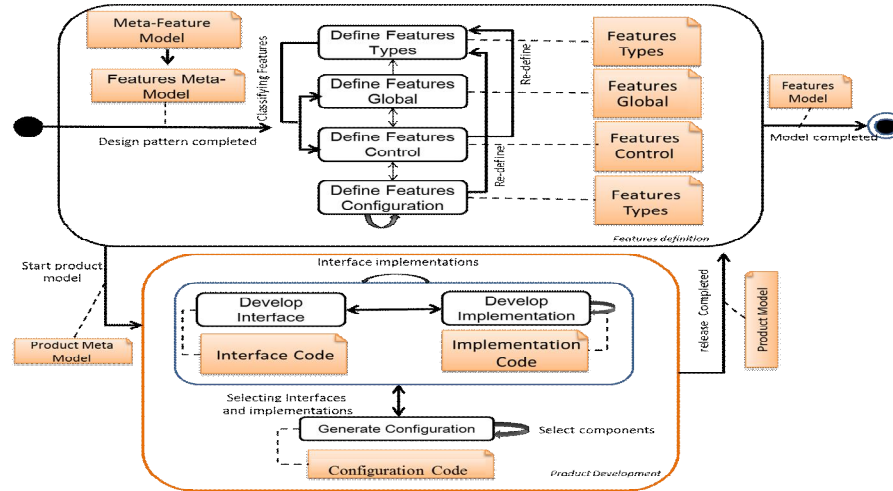 Meta-Feature
Model
Features Meta-
Model
Design pattern completed
Classifying Features
Define Features
Types
Define Features
Global
Define Features
Control
Define Features
Configuration
Re-define
Re-define
Features
Types
Features
Global
Features
Control
Features
Types
Features definition
Features
Model
Model completed
Start product
model
Product Meta
Model
Interface implementations
Develop
Interface
Develop
Implementation
Interface Code
Implementation
Code
Selecting Interfaces
and implementations
Generate Configuration
Select components
Configuration Code
Product Development
release Completed
Product Model